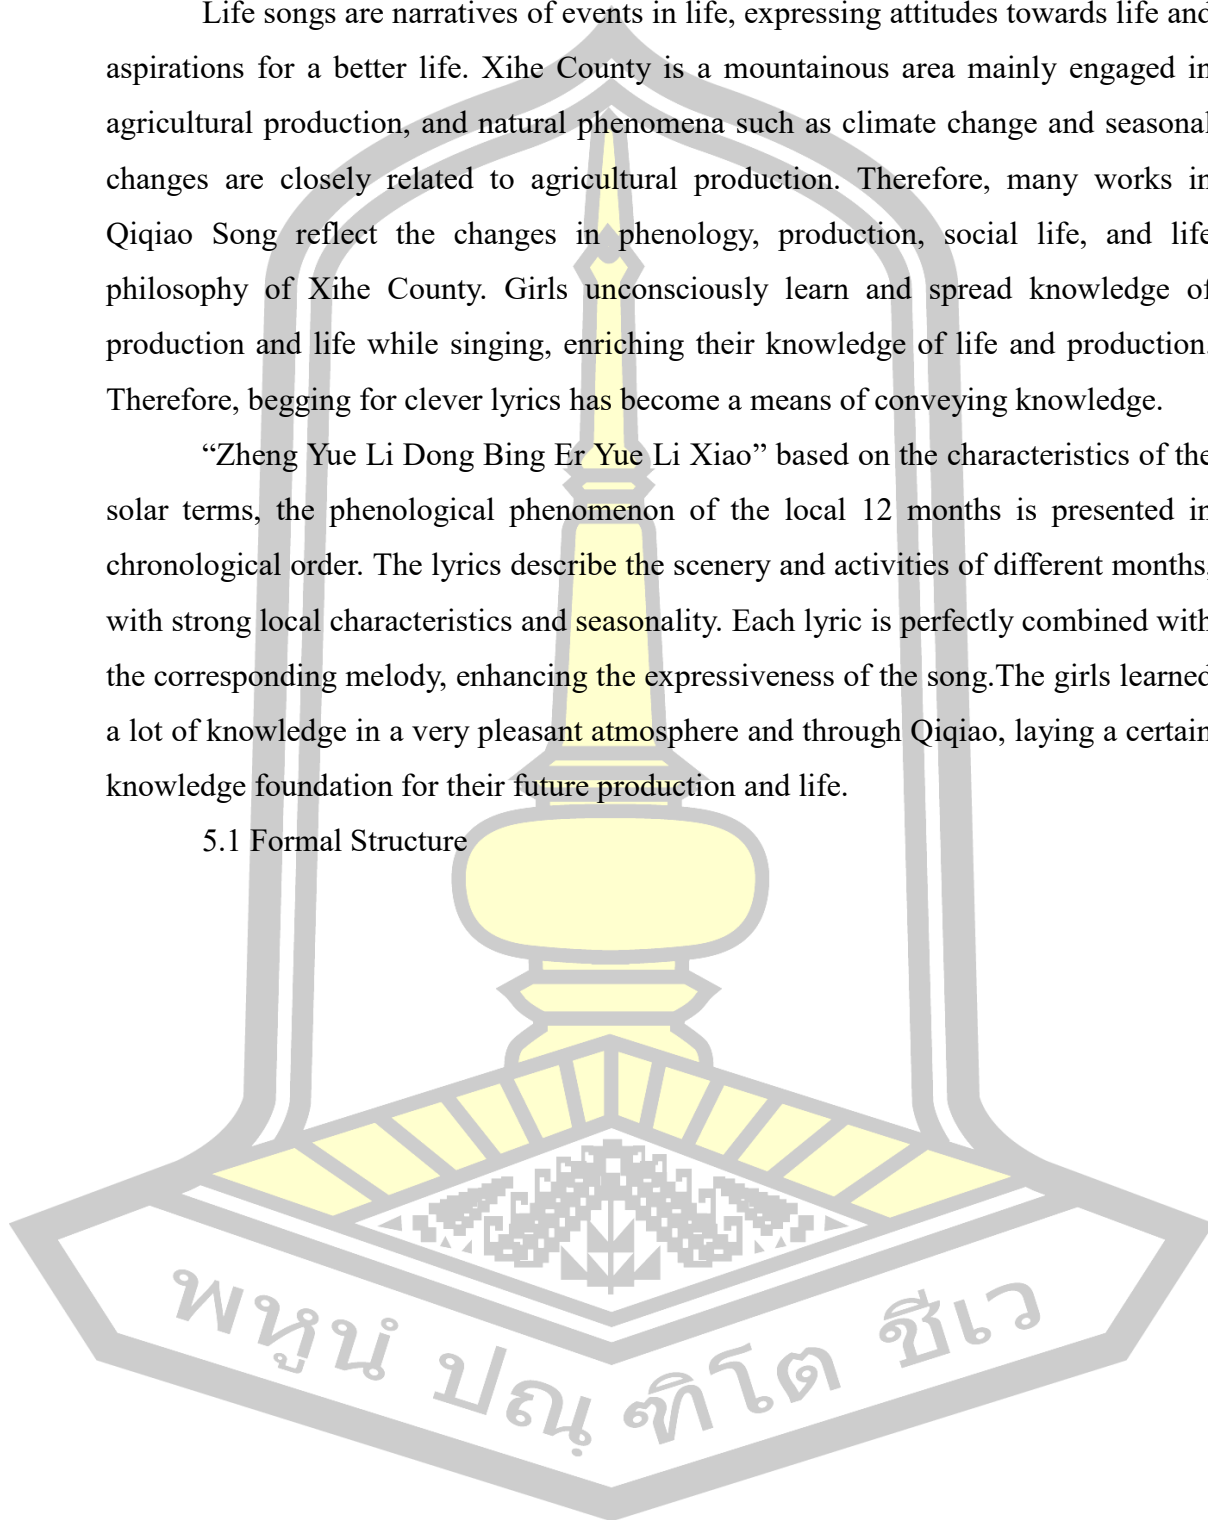 Life songs are narratives of events in life, expressing attitudes towards life and
aspirations for a better life. Xihe County is a mountainous area mainly engaged in
agricultural production, and natural phenomena such as climate change and seasonal
changes are closely related to agricultural production. Therefore, many works in
Qiqiao Song reflect the changes in phenology, production, social life, and life
philosophy of Xihe County. Girls unconsciously learn and spread knowledge of
production and life while singing, enriching their knowledge of life and production.
Therefore, begging for clever lyrics has become a means of conveying knowledge.
“Zheng Yue Li Dong Bing Er Yue Li Xiao” based on the characteristics of the
solar terms, the phenological phenomenon of the local 12 months is presented in
chronological order. The lyrics describe the scenery and activities of different months,
with strong local characteristics and seasonality. Each lyric is perfectly combined with
the corresponding melody, enhancing the expressiveness of the song.The girls learned
a lot of knowledge in a very pleasant atmosphere and through Qiqiao, laying a certain
knowledge foundation for their future production and life.
5.1 Formal Structure
พหูนํ ปณฺฑิโต ชีเว